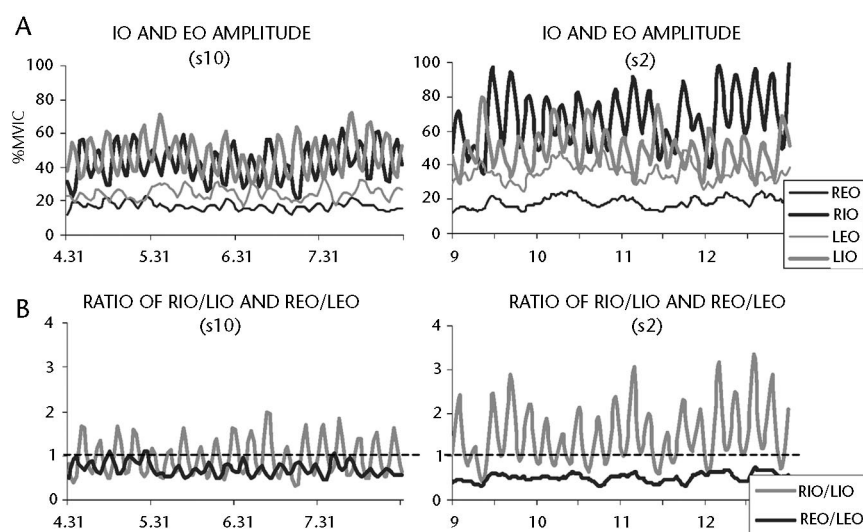 A
IO AND EO AMPLITUDE
(s10)
IO AND EO AMPLITUDE
(s2)
%MVIC
100
80
60
40
20
0
4.31
5.31
6.31
7.31
100
80
60
40
20
0
9
10
11
12
REO
RIO
LEO
LIO
B
RATIO OF RIO/LIO AND REO/LEO
(s10)
RATIO OF RIO/LIO AND REO/LEO
(s2)
4
3
2
1
0
4.31
5.31
6.31
7.31
4
3
2
1
0
9
10
11
12
RIO/LIO
REO/LEO